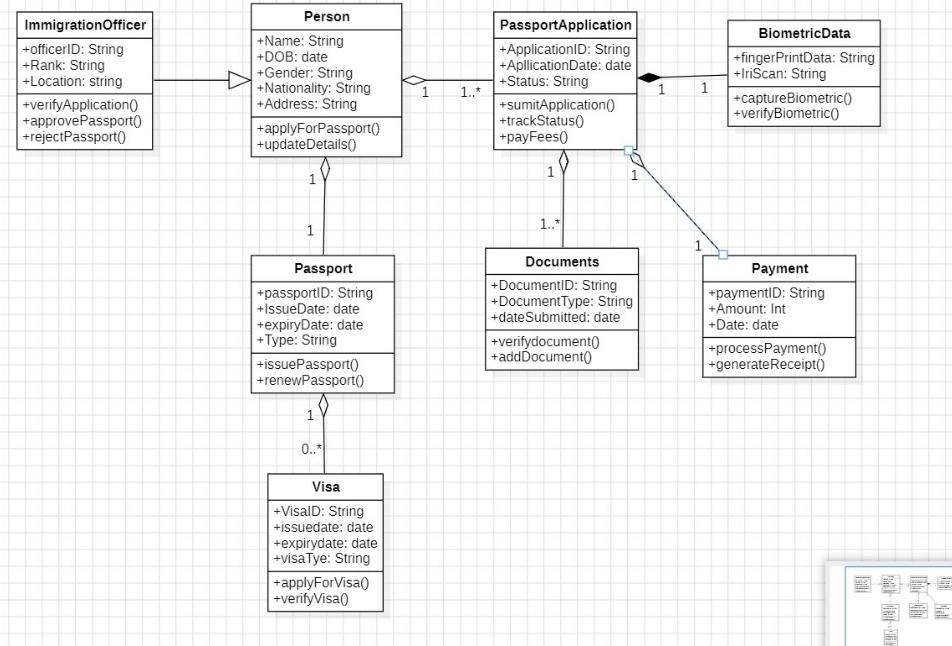 ImmigrationOfficer
+officerID: String
+Rank: String
+Location: string
+verifyApplication()
+approvePassport()
+rejectPassport()
Person
+Name: String
+DOB: date
+Gender: String
+Nationality: String
+Address: String
+applyForPassport()
+updateDetails()
1
1..*
PassportApplication
+ApplicationID: String
+ApllicationDate: date
+Status: String
+sumitApplication()
+trackStatus()
+payFees()
1
1
BiometricData
+fingerPrintData: String
+IriScan: String
+captureBiometric()
+verifyBiometric()
1
1
1
1..*
1
1
Passport
+passportID: String
+IssueDate: date
+expiryDate: date
+Type: String
+issuePassport()
+renewPassport()
Documents
+DocumentID: String
+DocumentType: String
+dateSubmitted: date
+verifydocument()
+addDocument()
Payment
+paymentID: String
+Amount: Int
+Date: date
+processPayment()
+generateReceipt()
1
0..*
Visa
+VisaID: String
+issuedate: date
+expirydate: date
+visaTye: String
+applyForVisa()
+verifyVisa()